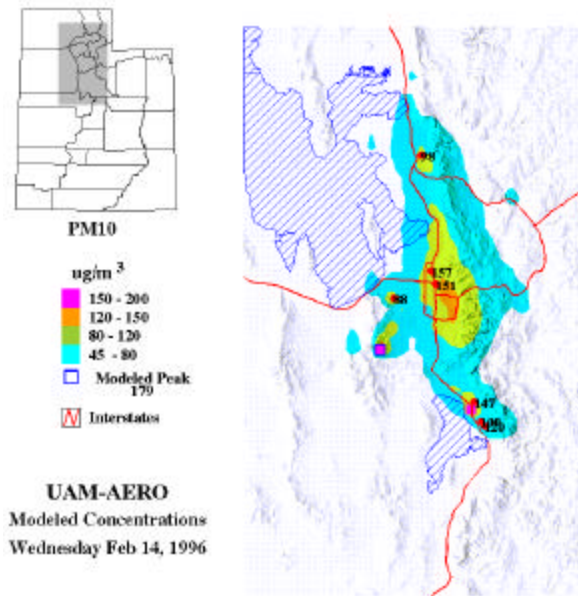 PM10
ug/m 3
150 - 200
120 - 150
80 - 120
45 - 80
Modeled Peak
179
Interstates
UAM-AERO
Modeled Concentrations
Wednesday Feb 14, 1996
98
157
151
88
147
129